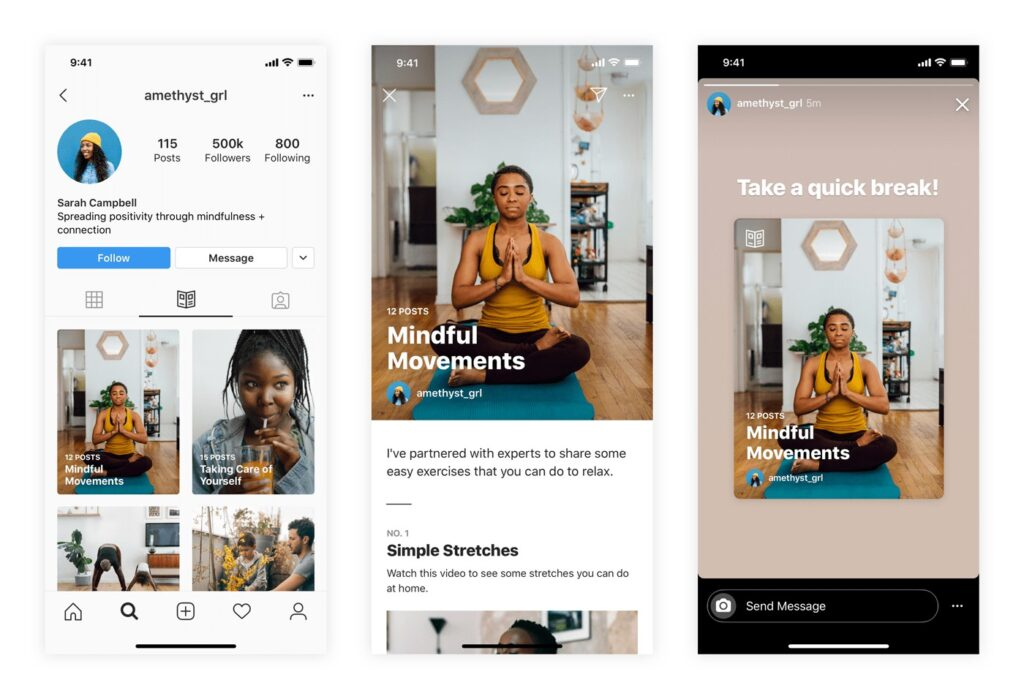 9:41
amethyst_grl
115
Posts
500k
Followers
800
Following
Sarah Campbell
Spreading positivity through mindfulness +
connection
Follow
Message
12 POSTS
Mindful
Movements
15 POSTS
Taking Care of
Yourself
9:41
12 POSTS
Mindful
Movements
amethyst_grl
I've partnered with experts to share some
easy exercises that you can do to relax.
NO. 1
Simple Stretches
Watch this video to see some stretches you can do
at home.
9:41
amethyst_grl 5m
Take a quick break!
12 POSTS
Mindful
Movements
amethyst_grl
Send Message